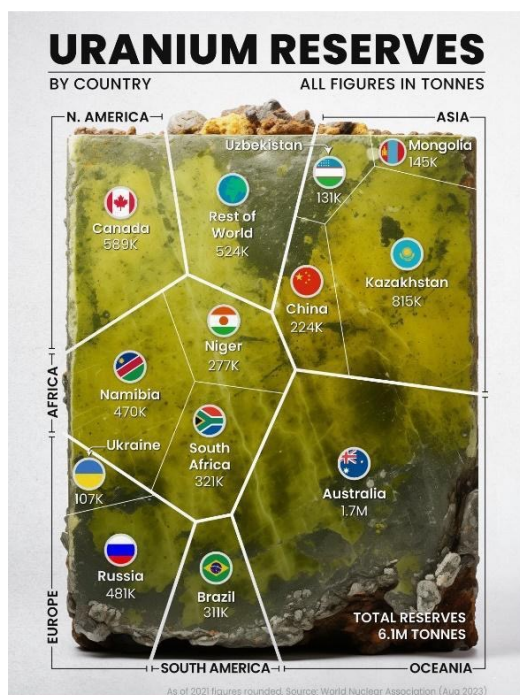 URANIUM RESERVES
BY COUNTRY
ALL FIGURES IN TONNES
N. AMERICA
ASIA
Uzbekistan
131K
Mongolia
145K
Canada
589K
Rest of
World
524K
Kazakhstan
815K
China
224K
Niger
277K
AFRICA
Namibia
470K
South
Africa
321K
Ukraine
107K
Australia
1.7M
Russia
481K
Brazil
311K
EUROPE
TOTAL RESERVES
6.1M TONNES
SOUTH AMERICA
OCEANIA
As of 2021 figures rounded. Source: World Nuclear Association (Aug 2023)